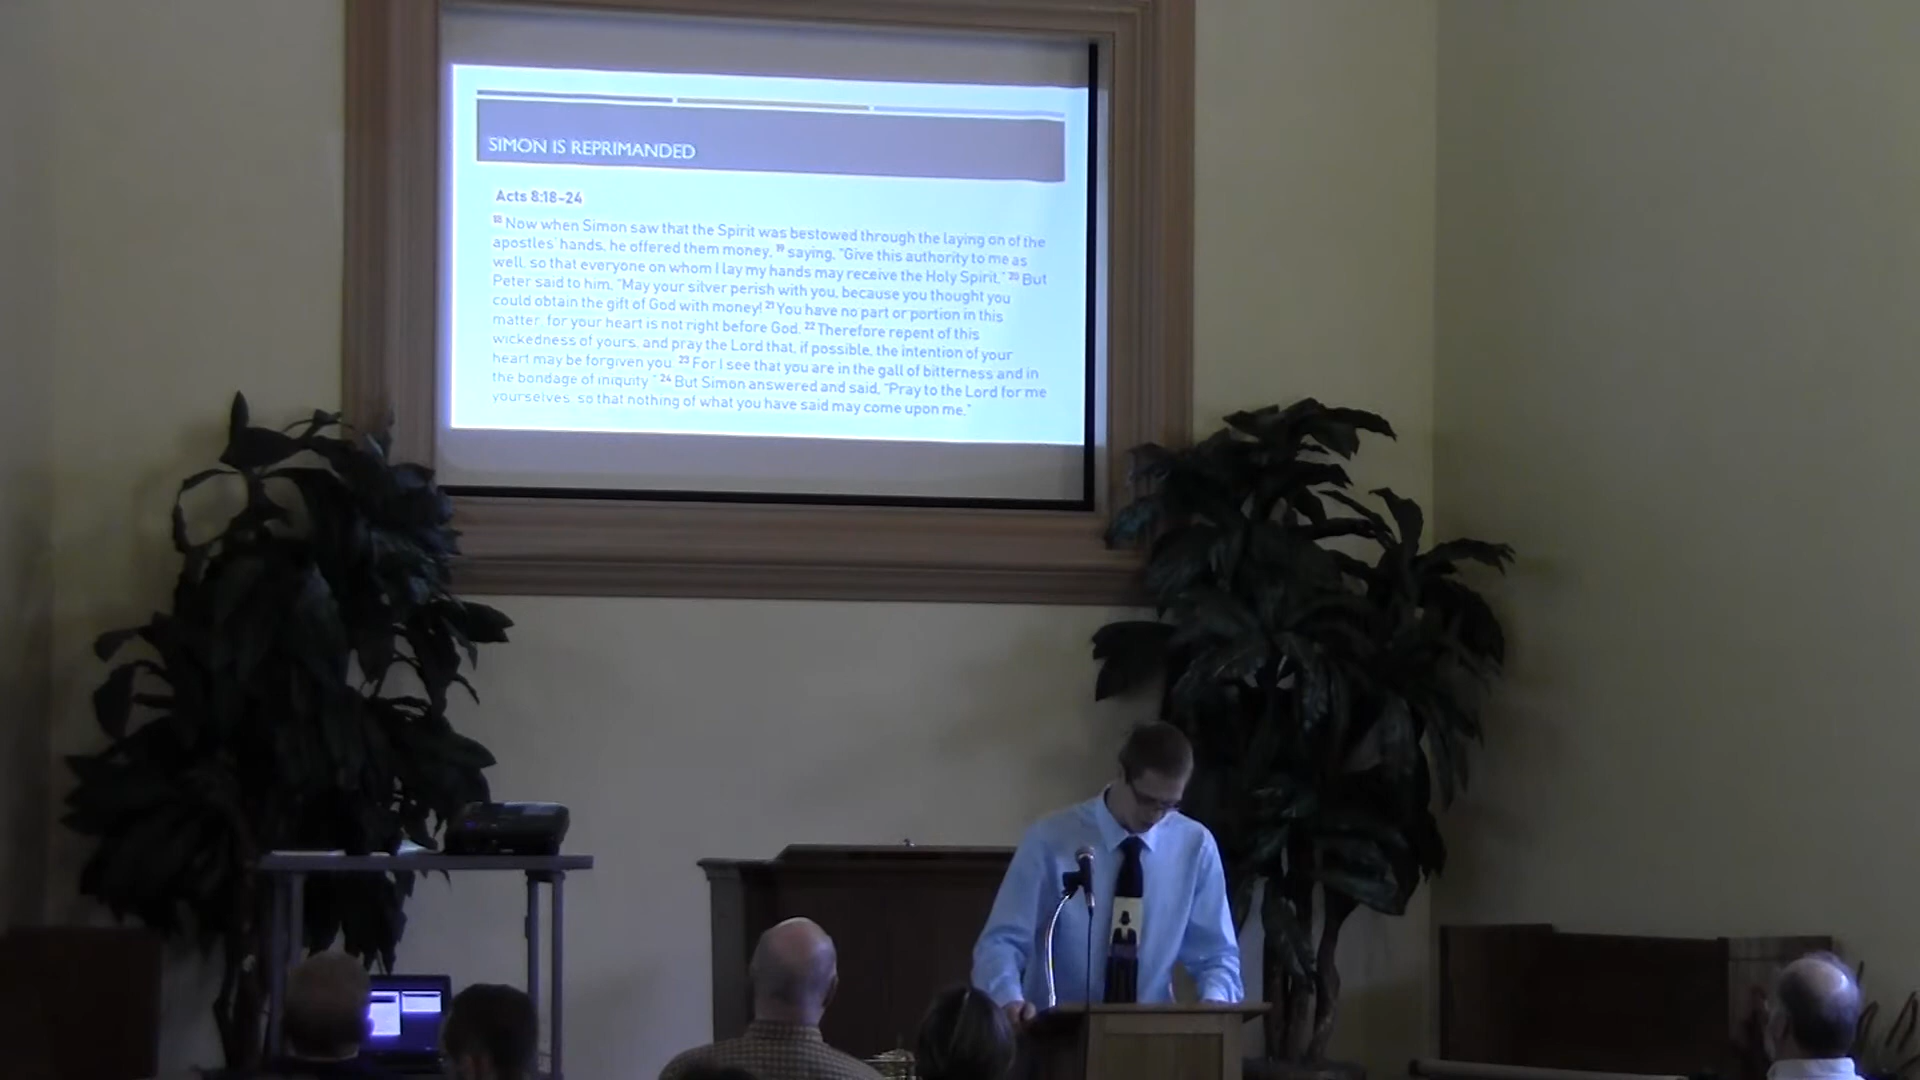 SIMON IS REPRIMANDED
Acts 8:18-24
18 Now when Simon saw that the Spirit was bestowed through the laying on of the
apostles' hands, he offered them money, 19 saying, "Give this authority to me as
well, so that everyone on whom I lay my hands may receive the Holy Spirit." 20 But
Peter said to him, "May your silver perish with you, because you thought you
could obtain the gift of God with money! 21 You have no part or portion in this
matter, for your heart is not right before God. 22 Therefore repent of this
wickedness of yours, and pray the Lord that, if possible, the intention of your
heart may be forgiven you. 23 For I see that you are in the gall of bitterness and in
the bondage of iniquity." 24 But Simon answered and said, "Pray to the Lord for me
yourselves, so that nothing of what you have said may come upon me."